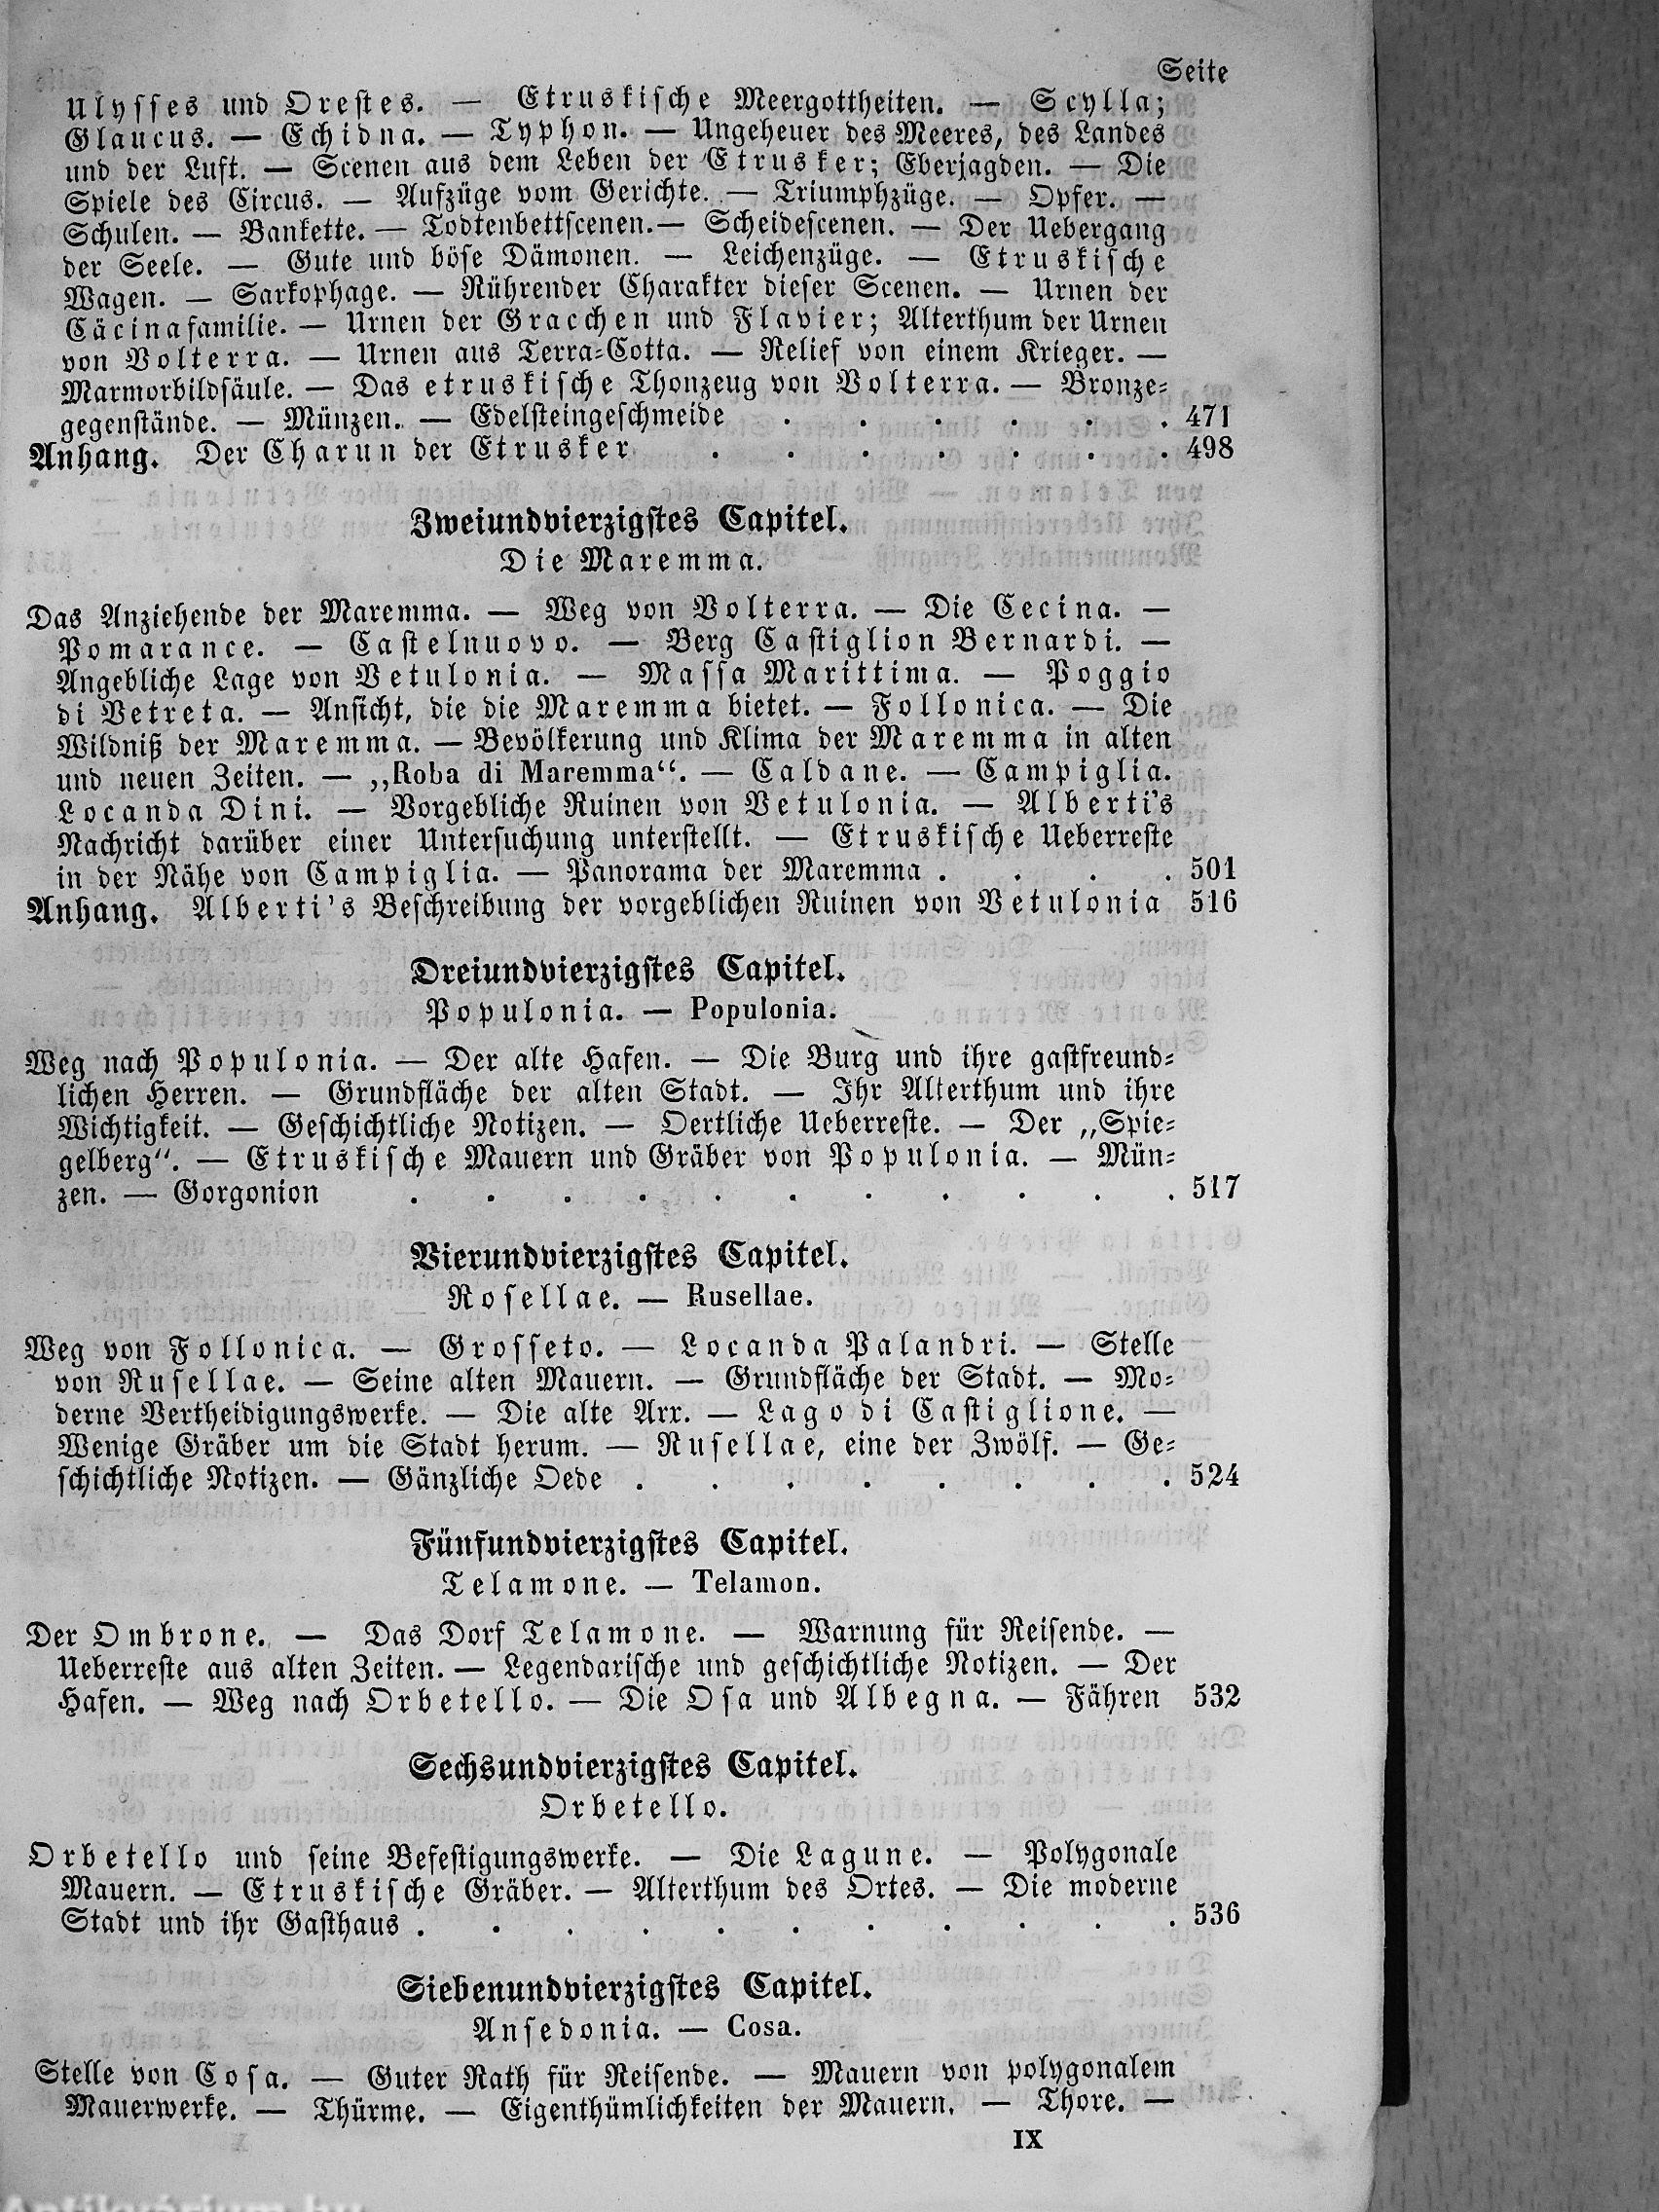 Seite
Ulysses und Orestes. — Etruskische Meergottheiten. — Scylla;
Glaucus. — Echidna. — Typhon. — Ungeheuer des Meeres, des Landes
und der Luft. — Scenen aus dem Leben der Etrusker; Eberjagden. — Die
Spiele des Circus. — Aufzüge vom Gerichte. — Triumphzüge. — Opfer. —
Schulen. — Bankette. — Todtenbettscenen. — Scheidescenen. — Der Uebergang
der Seele. — Gute und böse Dämonen. — Leichenzüge. — Etruskische
Wagen. — Sarkophage. — Rührender Charakter dieser Scenen. — Urnen der
Cäcinafamilie. — Urnen der Gracchen und Flavier; Alterthum der Urnen
von Volterra. — Urnen aus Terra-Cotta. — Relief von einem Krieger. —
Marmorbildsäule. — Das etruskische Thonzeug von Volterra. — Bronze-
gegenstände. — Münzen. — Edelsteingeschmeide . . . . . . 471
Anhang. Der Charun der Etrusker . . . . . . . 498
Zweiundvierzigstes Capitel.
Die Maremma.
Das Anziehende der Maremma. — Weg von Volterra. — Die Cecina. —
Pomarance. — Castelnuovo. — Berg Castiglion Bernardi. —
Angebliche Lage von Vetulonia. — Massa Marittima. — Poggio
di Vetreta. — Ansicht, die die Maremma bietet. — Follonica. — Die
Wildniß der Maremma. — Bevölkerung und Klima der Maremma in alten
und neuen Zeiten. — „Roba di Maremma“. — Caldane. — Campiglia.
Locanda Dini. — Vorgebliche Ruinen von Vetulonia. — Alberti's
Nachricht darüber einer Untersuchung unterstellt. — Etruskische Ueberreste
in der Nähe von Campiglia. — Panorama der Maremma . . . . 501
Anhang. Alberti's Beschreibung der vorgeblichen Ruinen von Vetulonia 516
Dreiundvierzigstes Capitel.
Populonia. — Populonia.
Weg nach Populonia. — Der alte Hafen. — Die Burg und ihre gastfreund-
lichen Herren. — Grundfläche der alten Stadt. — Ihr Alterthum und ihre
Wichtigkeit. — Geschichtliche Notizen. — Oertliche Ueberreste. — Der „Spie-
gelberg“. — Etruskische Mauern und Gräber von Populonia. — Mün-
zen. — Gorgonion . . . . . . . . . . . 517
Vierundvierzigstes Capitel.
Rosellae. — Rusellae.
Weg von Follonica. — Grosseto. — Locanda Palandri. — Stelle
von Rusellae. — Seine alten Mauern. — Grundfläche der Stadt. — Mo-
derne Vertheidigungswerke. — Die alte Arx. — Lago di Castiglione. —
Wenige Gräber um die Stadt herum. — Rusellae, eine der Zwölf. — Ge-
schichtliche Notizen. — Gänzliche Oede . . . . . . . . 524
Fünfundvierzigstes Capitel.
Telamone. — Telamon.
Der Ombrone. — Das Dorf Telamone. — Warnung für Reisende. —
Ueberreste aus alten Zeiten. — Legendarische und geschichtliche Notizen. — Der
Hafen. — Weg nach Orbetello. — Die Osa und Albegna. — Fähren 532
Sechsundvierzigstes Capitel.
Orbetello.
Orbetello und seine Befestigungswerke. — Die Lagune. — Polygonale
Mauern. — Etruskische Gräber. — Alterthum des Ortes. — Die moderne
Stadt und ihr Gasthaus . . . . . . . . . . . 536
Siebenundvierzigstes Capitel.
Ansedonia. — Cosa.
Stelle von Cosa. — Guter Rath für Reisende. — Mauern von polygonalem
Mauerwerke. — Thürme. — Eigenthümlichkeiten der Mauern. — Thore. —
IX